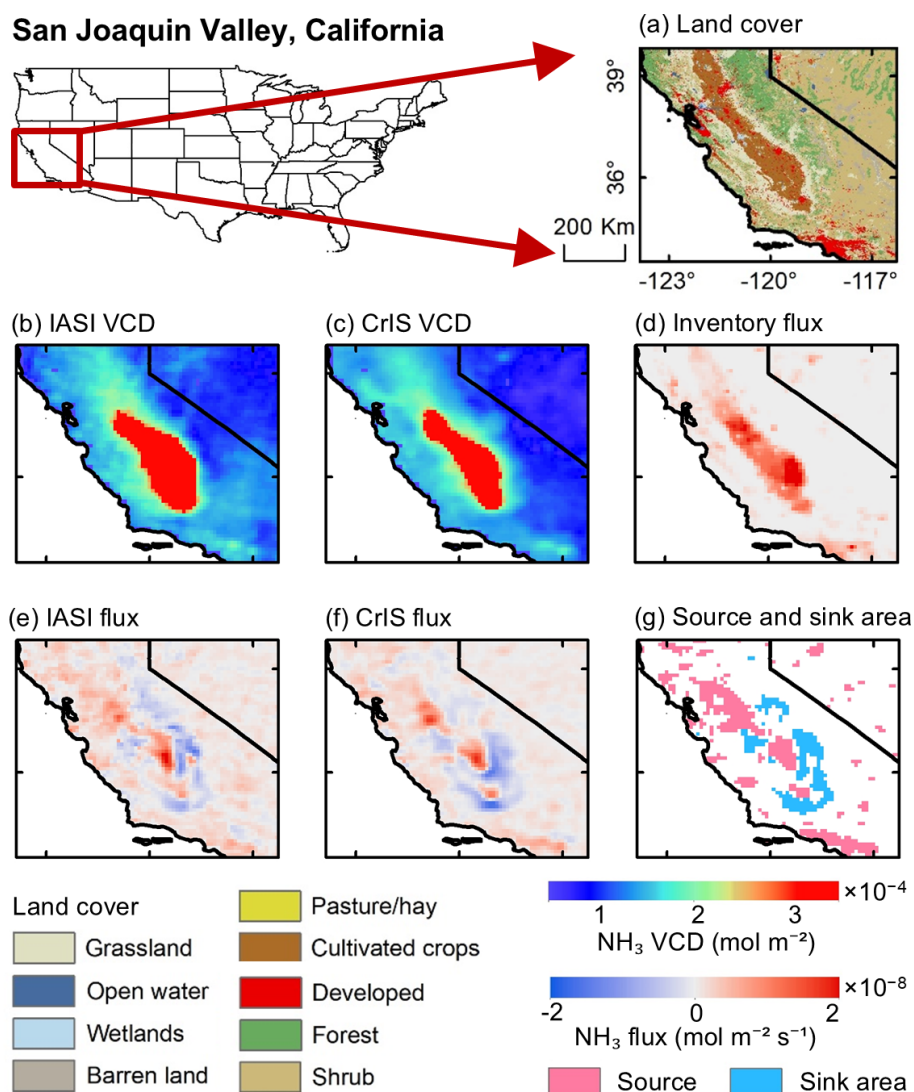 San Joaquin Valley, California
(a) Land cover
39°
36°
200 Km
-123° -120° -117°
(b) IASI VCD (c) CrIS VCD (d) Inventory flux
(e) IASI flux (f) CrIS flux (g) Source and sink area
Land cover
Grassland
Open water
Wetlands
Barren land
Pasture/hay
Cultivated crops
Developed
Forest
Shrub
×10⁻⁴
1 2 3
NH₃ VCD (mol m⁻²)
×10⁻⁸
-2 0 2
NH₃ flux (mol m⁻² s⁻¹)
Source Sink area